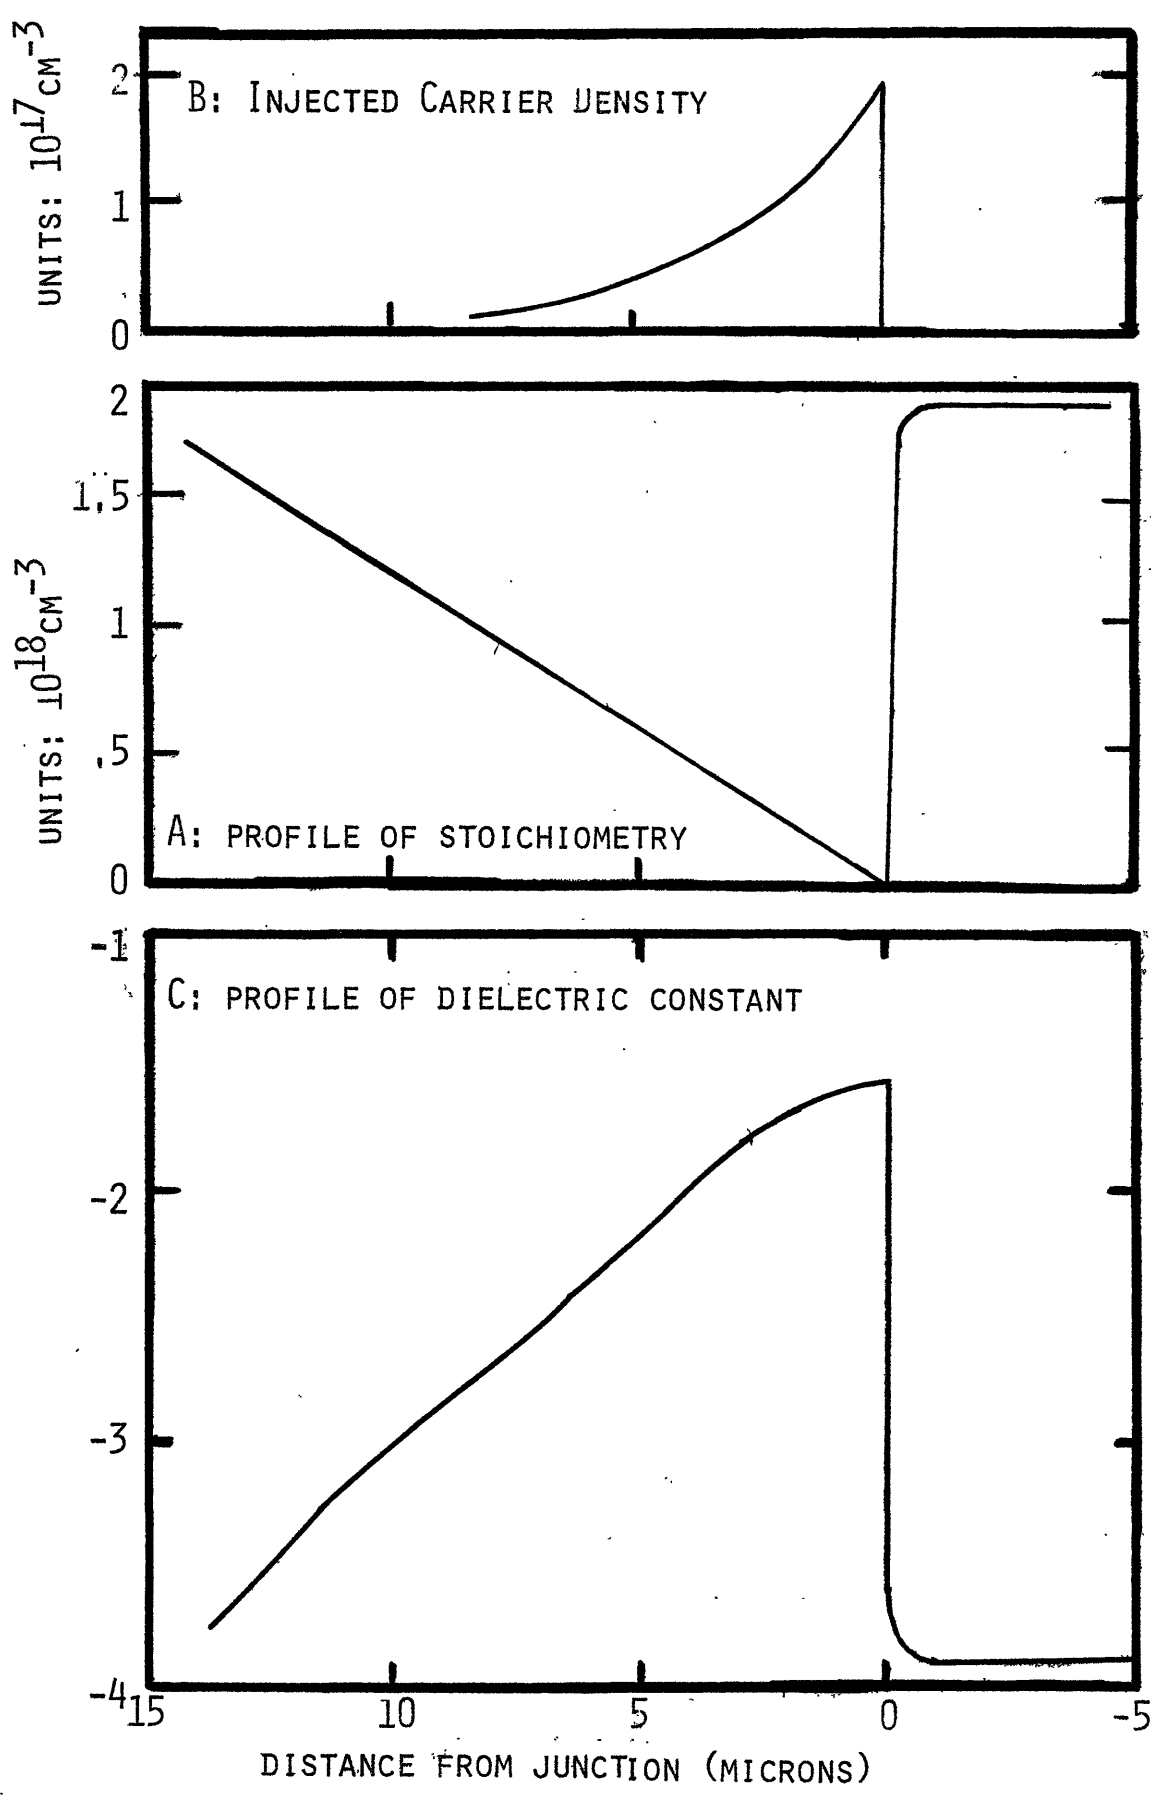 UNITS: 10^17 CM^-3
2
B: INJECTED CARRIER DENSITY
1
0
UNITS: 10^18 CM^-3
2
1.5
1
.5
A: PROFILE OF STOICHIOMETRY
0
-1
C: PROFILE OF DIELECTRIC CONSTANT
-2
-3
-4
15 10 5 0 -5
DISTANCE FROM JUNCTION (MICRONS)